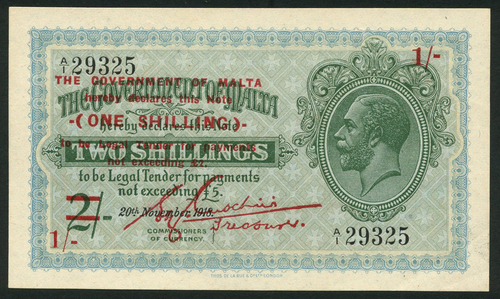 A/1 29325
1/-
THE GOVERNMENT OF MALTA
THE GOVERNMENT OF MALTA
hereby declares this Note
-(ONE SHILLING)-
hereby declares this Note
to be Legal Tender for payments
TWO SHILLINGS
not exceeding £2.
to be Legal Tender for payments
not exceeding £5.
2/-
20th November, 1918.
Treasurer.
1/-
COMMISSIONERS
OF CURRENCY.
A/1 29325